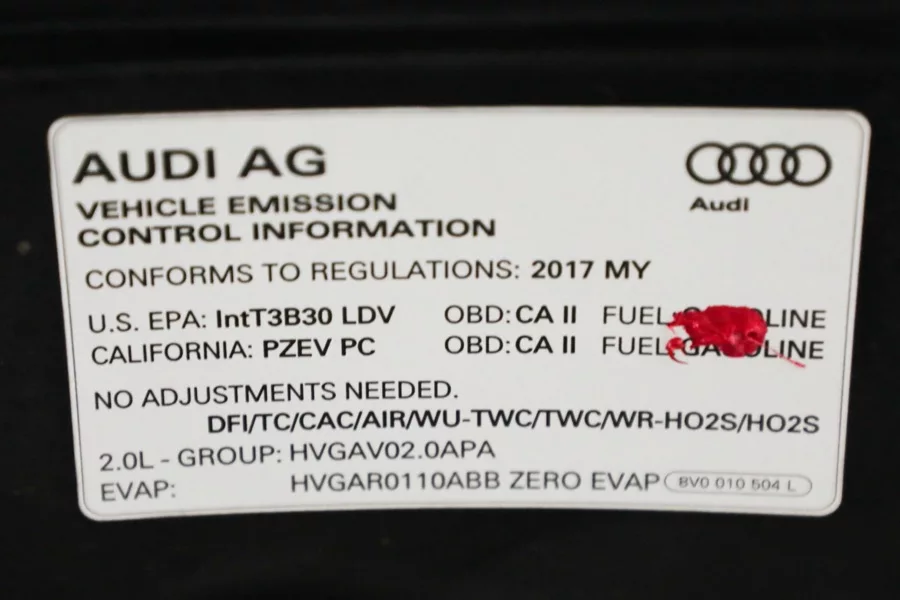 AUDI AG
Audi
VEHICLE EMISSION
CONTROL INFORMATION
CONFORMS TO REGULATIONS: 2017 MY
U.S. EPA: IntT3B30 LDV OBD: CA II FUEL
CALIFORNIA: PZEV PC OBD: CA II FUEL: GASOLINE
NO ADJUSTMENTS NEEDED.
DFI/TC/CAC/AIR/WU-TWC/TWC/WR-HO2S/HO2S
2.0L - GROUP: HVGAV02.0APA
EVAP: HVGAR0110ABB ZERO EVAP 8V0 010 504 L